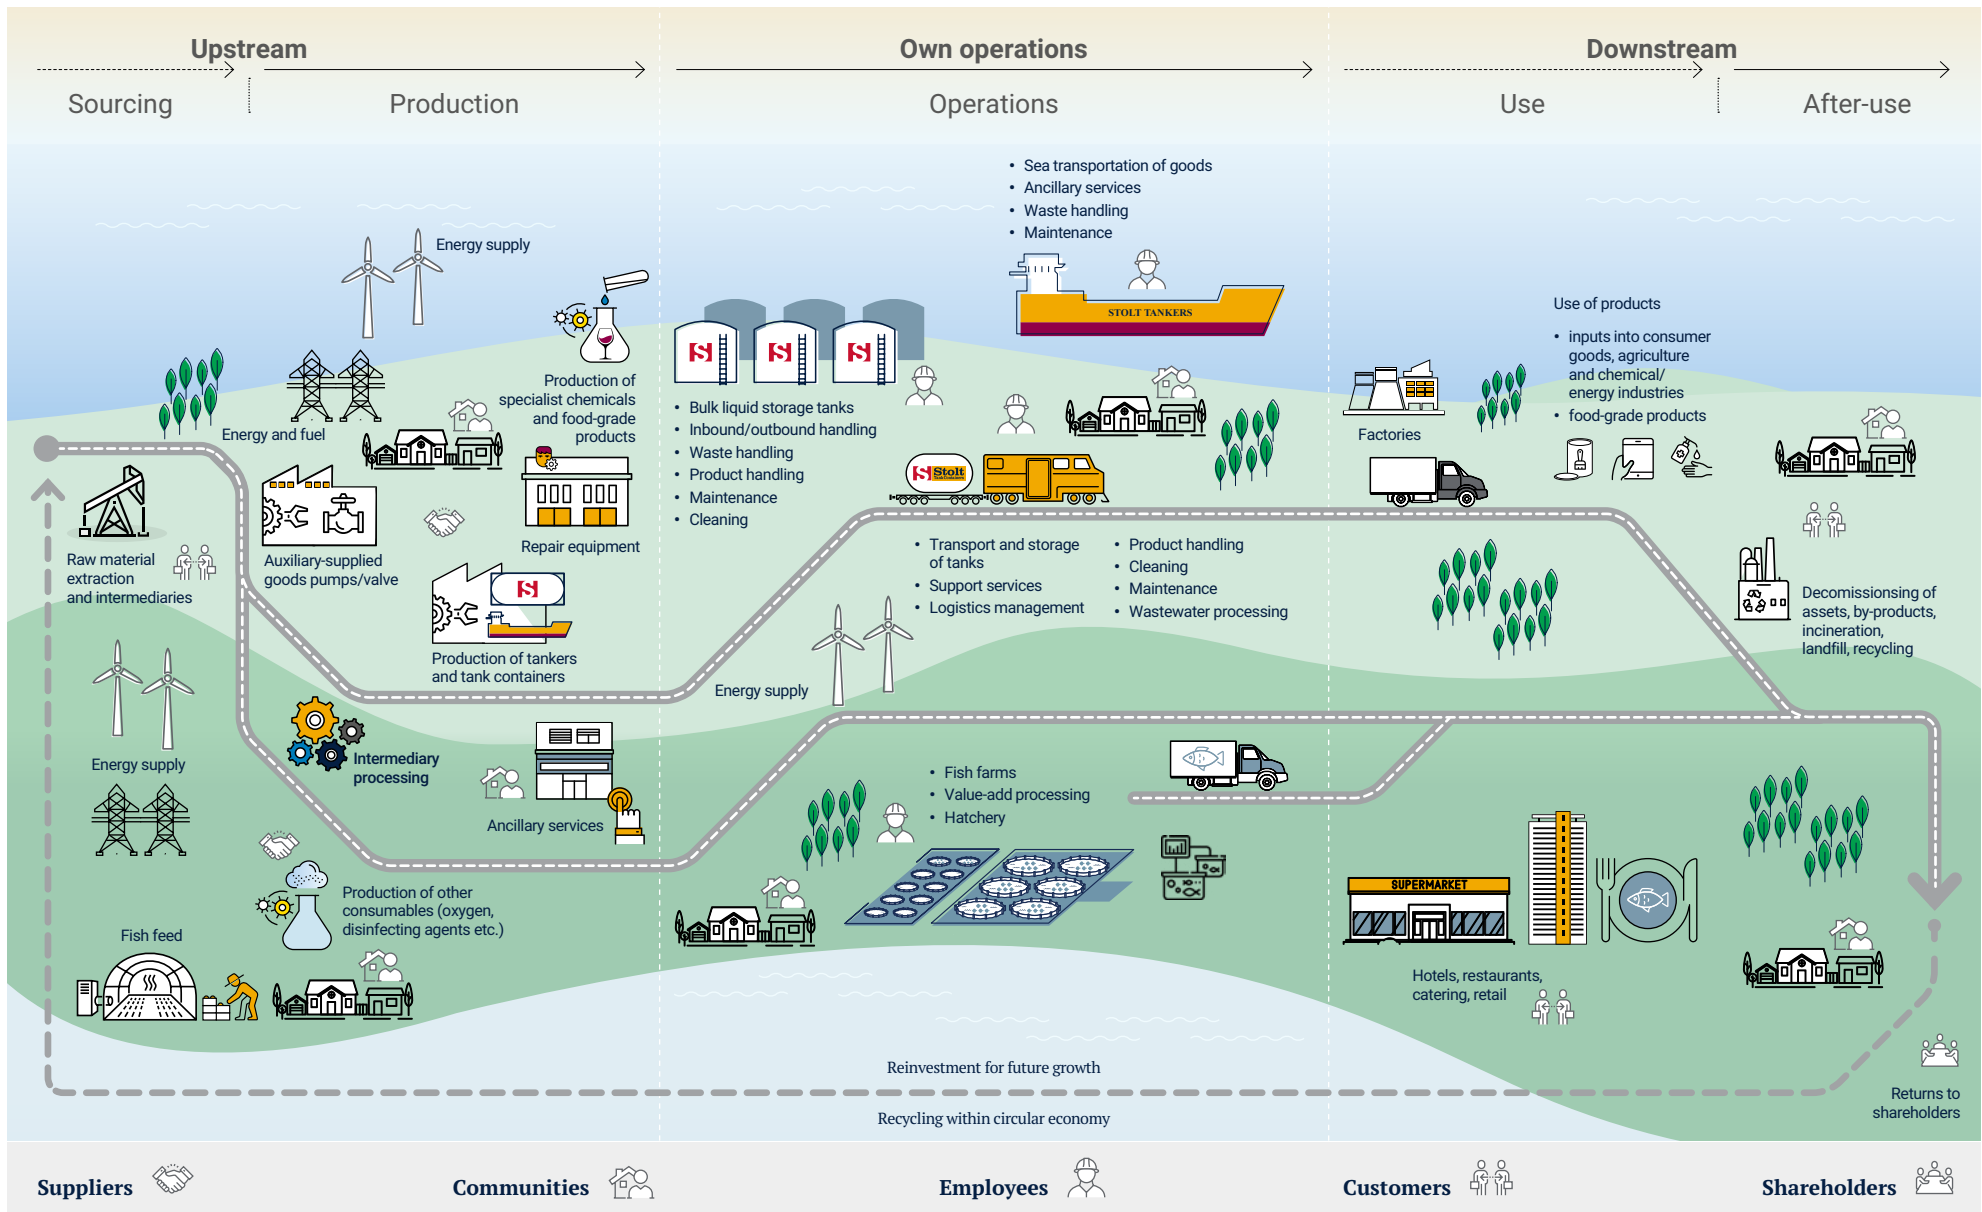 Upstream
Own operations
Downstream
Sourcing
Production
Operations
Use
After-use
• Sea transportation of goods
• Ancillary services
• Waste handling
• Maintenance
Energy supply
STOLT TANKERS
Use of products
• inputs into consumer
goods, agriculture
and chemical/
energy industries
• food-grade products
Production of
specialist chemicals
and food-grade
products
Energy and fuel
• Bulk liquid storage tanks
• Inbound/outbound handling
• Waste handling
• Product handling
• Maintenance
• Cleaning
S
S
S
Factories
S Stolt
Tank Containers
Raw material
extraction
and intermediaries
Auxiliary-supplied
goods pumps/valve
Repair equipment
S
Production of tankers
and tank containers
• Transport and storage
of tanks
• Support services
• Logistics management
• Product handling
• Cleaning
• Maintenance
• Wastewater processing
Decomissionsing of
assets, by-products,
incineration,
landfill, recycling
Energy supply
Energy supply
Intermediary
processing
Ancillary services
• Fish farms
• Value-add processing
• Hatchery
Production of other
consumables (oxygen,
disinfecting agents etc.)
Fish feed
SUPERMARKET
Hotels, restaurants,
catering, retail
Reinvestment for future growth
Recycling within circular economy
Returns to
shareholders
Suppliers
Communities
Employees
Customers
Shareholders